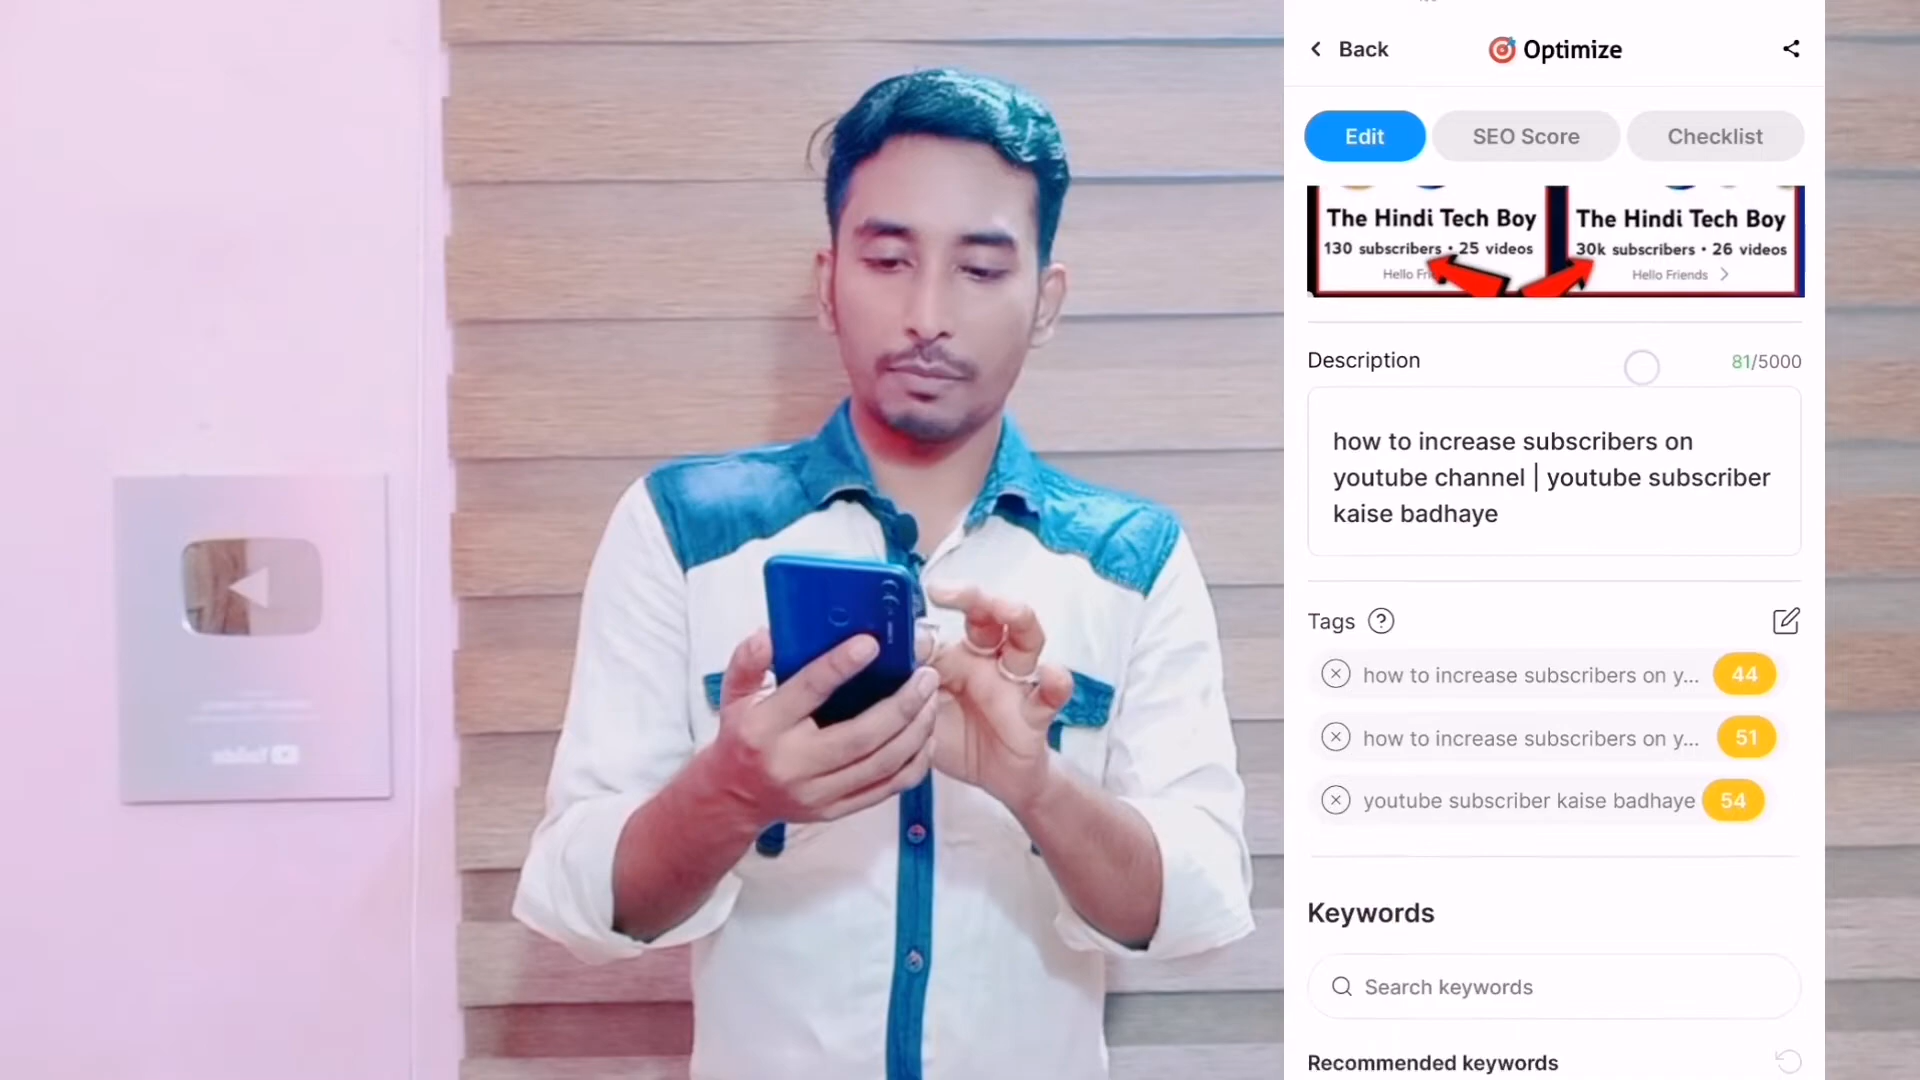 Back
Optimize
Edit
SEO Score
Checklist
The Hindi Tech Boy
130 subscribers • 25 videos
Hello
The Hindi Tech Boy
30k subscribers • 26 videos
Hello Friends
Description
81/5000
how to increase subscribers on
youtube channel | youtube subscriber
kaise badhaye
Tags
how to increase subscribers on y... 44
how to increase subscribers on y... 51
youtube subscriber kaise badhaye 54
Keywords
Search keywords
Recommended keywords